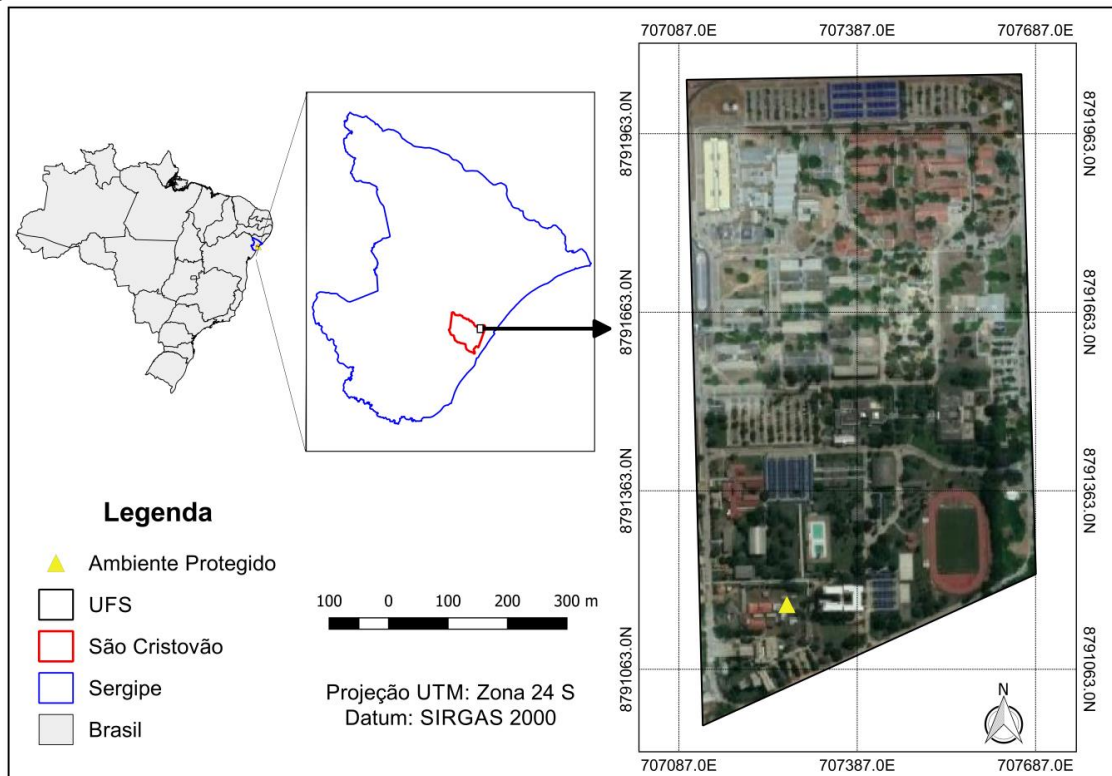 707087.0E 707387.0E 707687.0E
8791963.0N 8791963.0N
8791663.0N 8791663.0N
8791363.0N 8791363.0N
8791063.0N 8791063.0N
Legenda
Ambiente Protegido
UFS
São Cristovão
Sergipe
Brasil
100 0 100 200 300 m
Projeção UTM: Zona 24 S
Datum: SIRGAS 2000
N
707087.0E 707387.0E 707687.0E